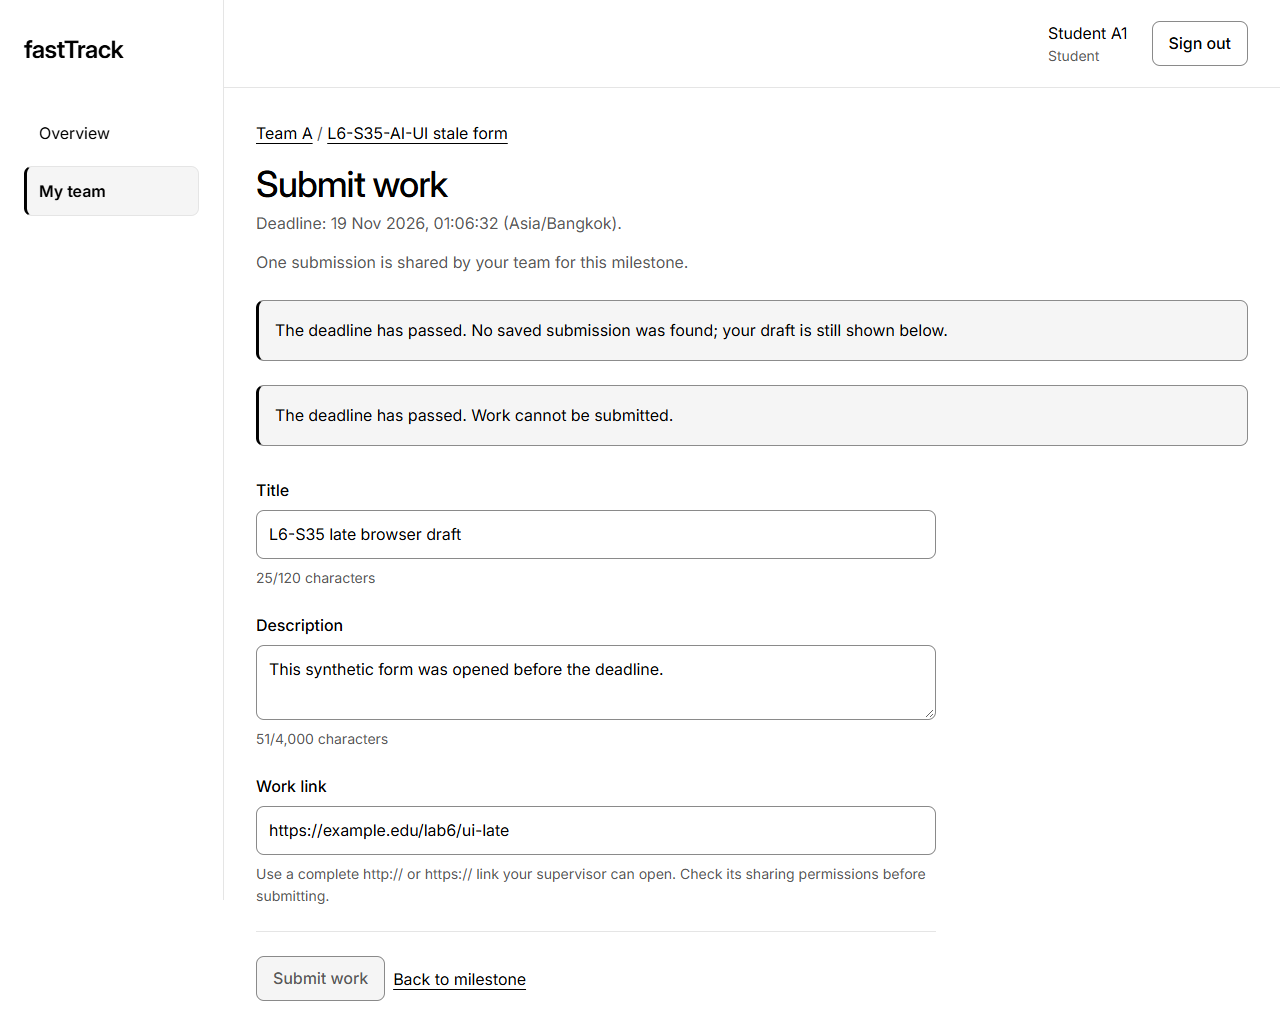 fastTrack
Student A1
Student
Sign out
Overview
My team
Team A / L6-S35-AI-UI stale form
Submit work
Deadline: 19 Nov 2026, 01:06:32 (Asia/Bangkok).
One submission is shared by your team for this milestone.
The deadline has passed. No saved submission was found; your draft is still shown below.
The deadline has passed. Work cannot be submitted.
Title
L6-S35 late browser draft
25/120 characters
Description
This synthetic form was opened before the deadline.
51/4,000 characters
Work link
https://example.edu/lab6/ui-late
Use a complete http:// or https:// link your supervisor can open. Check its sharing permissions before
submitting.
Submit work
Back to milestone